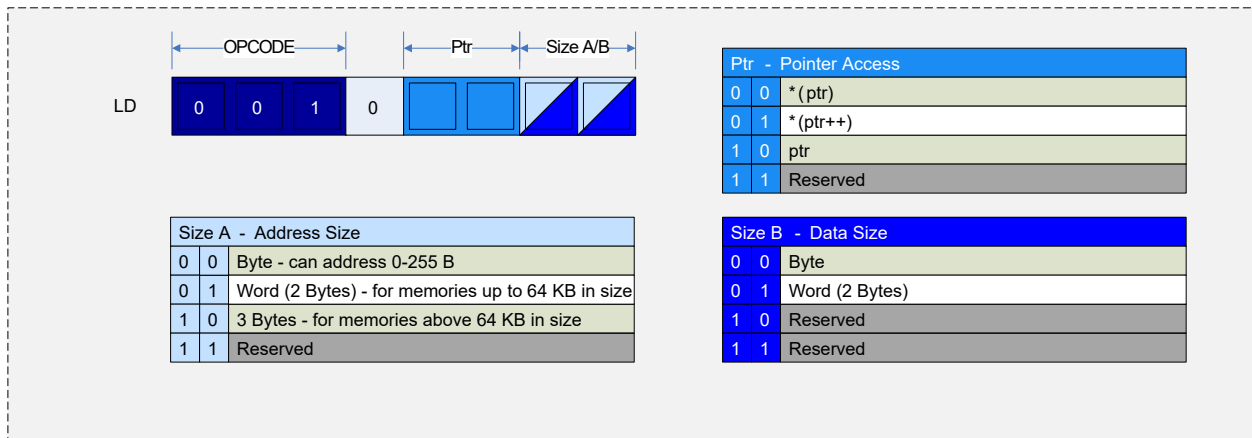 OPCODE Ptr Size A/B
LD 0 0 1 0
Ptr - Pointer Access
0 0 *(ptr)
0 1 *(ptr++)
1 0 ptr
1 1 Reserved
Size A - Address Size
0 0 Byte - can address 0-255 B
0 1 Word (2 Bytes) - for memories up to 64 KB in size
1 0 3 Bytes - for memories above 64 KB in size
1 1 Reserved
Size B - Data Size
0 0 Byte
0 1 Word (2 Bytes)
1 0 Reserved
1 1 Reserved